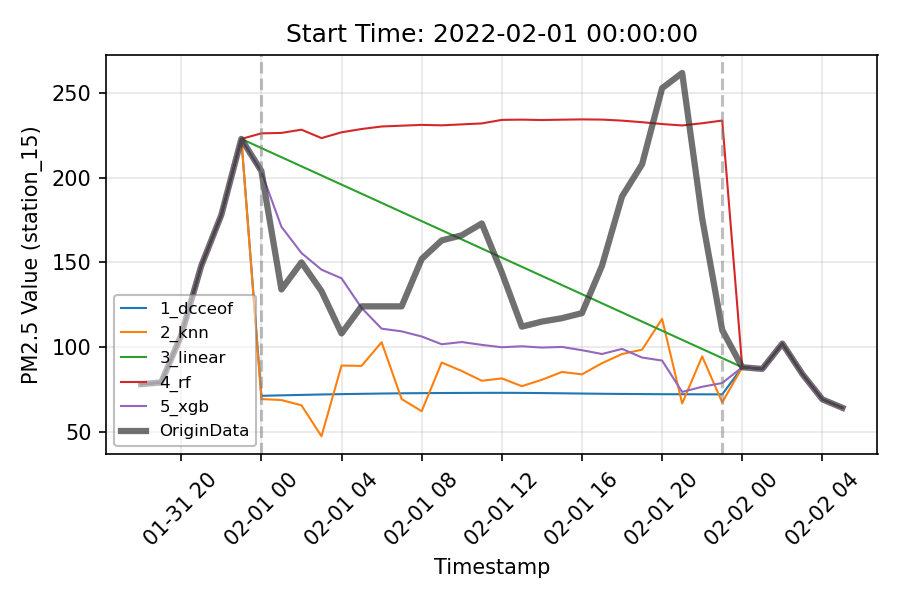 Start Time: 2022-02-01 00:00:00
PM2.5 Value (station_15)
250
200
150
100
50
1_dcceof
2_knn
3_linear
4_rf
5_xgb
OriginData
01-31 20
02-01 00
02-01 04
02-01 08
02-01 12
02-01 16
02-01 20
02-02 00
02-02 04
Timestamp